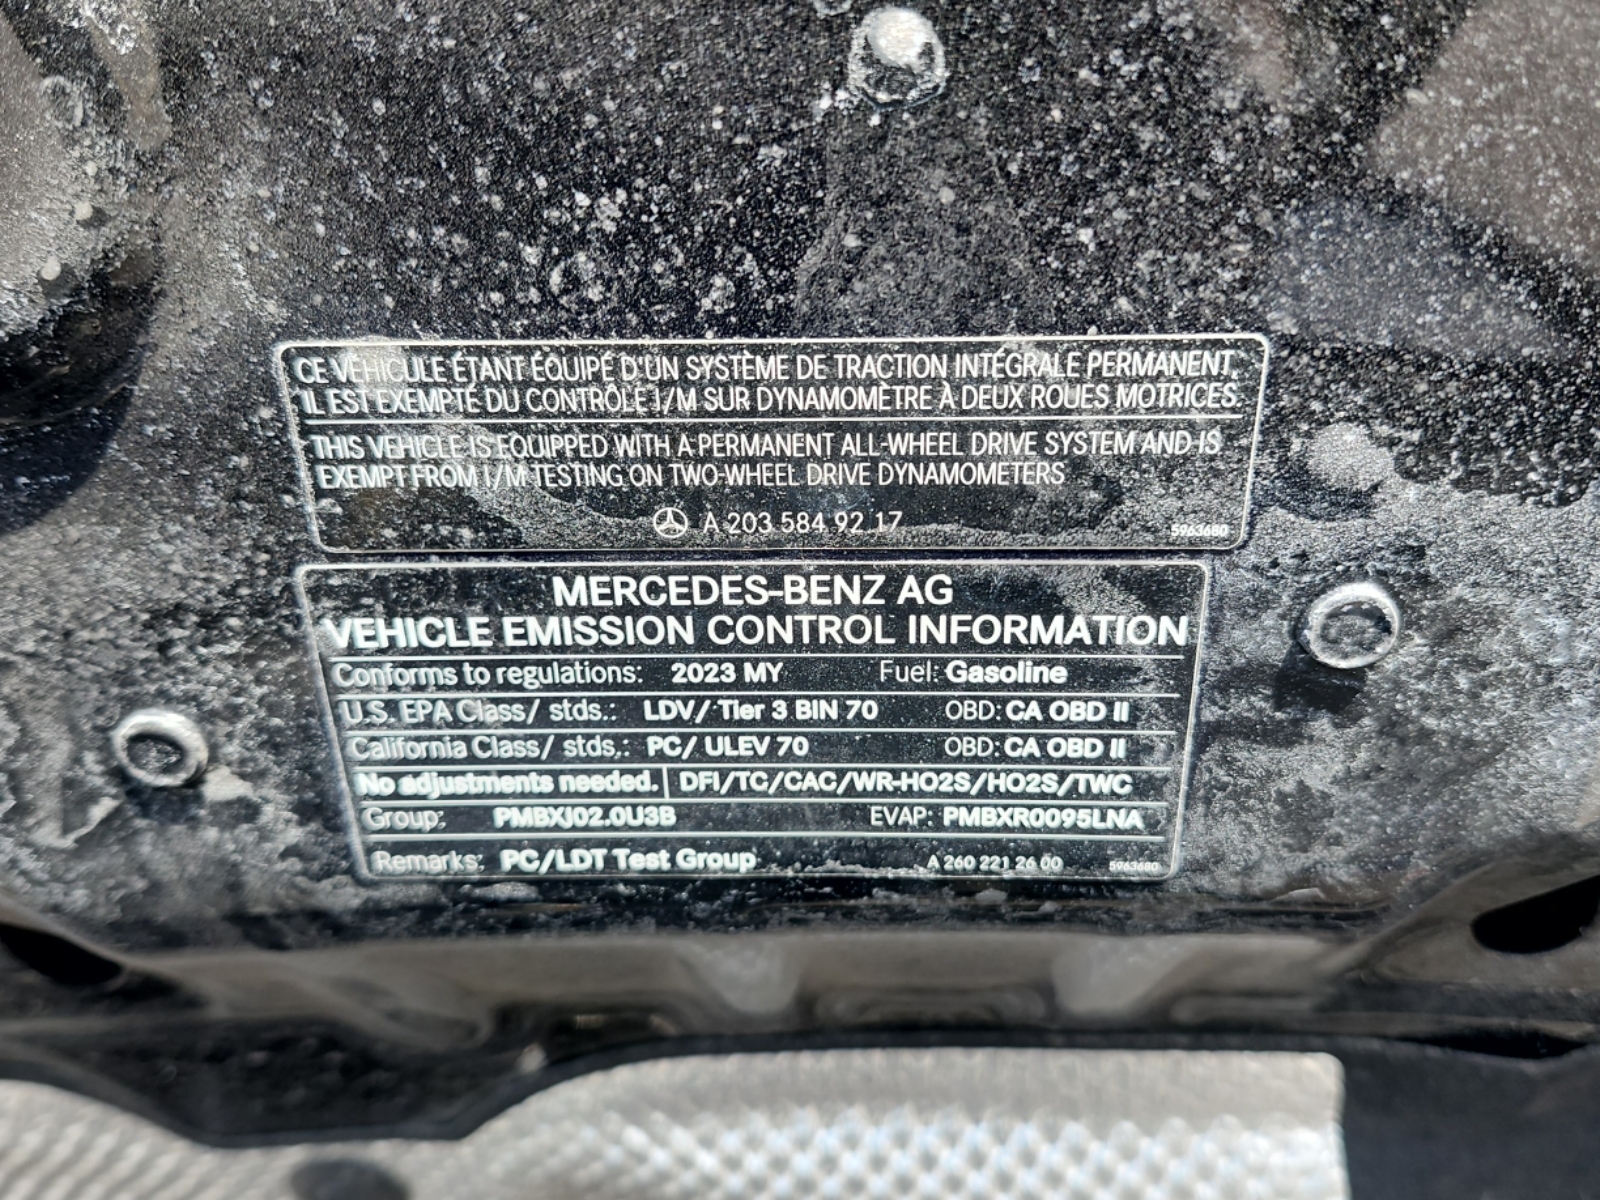 CE VÉHICULE ÉTANT ÉQUIPÉ D'UN SYSTÈME DE TRACTION INTÉGRALE PERMANENT,
IL EST EXEMPTÉ DU CONTRÔLE I/M SUR DYNAMOMÈTRE À DEUX ROUES MOTRICES.
THIS VEHICLE IS EQUIPPED WITH A PERMANENT ALL-WHEEL DRIVE SYSTEM AND IS
EXEMPT FROM I/M TESTING ON TWO-WHEEL DRIVE DYNAMOMETERS
A 203 584 92 17 5963680
MERCEDES-BENZ AG
VEHICLE EMISSION CONTROL INFORMATION
Conforms to regulations: 2023 MY Fuel: Gasoline
U.S. EPA Class/ stds.: LDV/ Tier 3 BIN 70 OBD: CA OBD II
California Class/ stds.: PC/ ULEV 70 OBD: CA OBD II
No adjustments needed. DFI/TC/CAC/WR-HO2S/HO2S/TWC
Group: PMBXJ02.0U3B EVAP: PMBXR0095LNA
Remarks: PC/LDT Test Group A 260 221 26 00 5963680